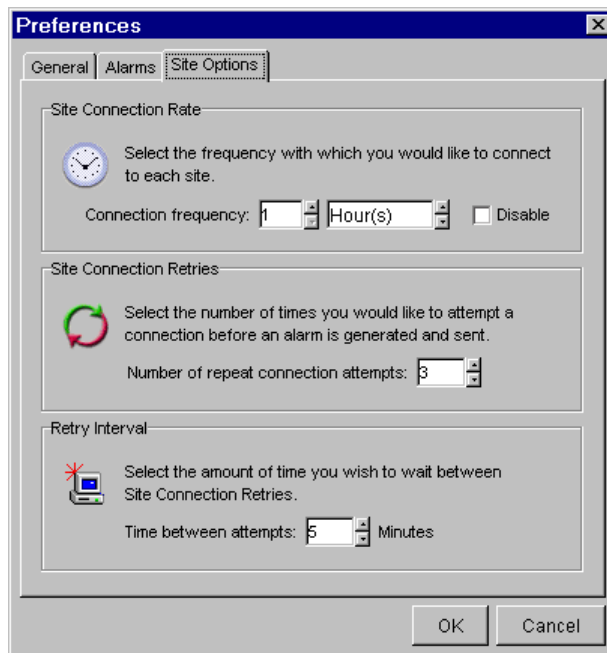 Preferences
General Alarms Site Options
Site Connection Rate
Select the frequency with which you would like to connect
to each site.
Connection frequency: 1 Hour(s) Disable
Site Connection Retries
Select the number of times you would like to attempt a
connection before an alarm is generated and sent.
Number of repeat connection attempts: 3
Retry Interval
Select the amount of time you wish to wait between
Site Connection Retries.
Time between attempts: 5 Minutes
OK Cancel